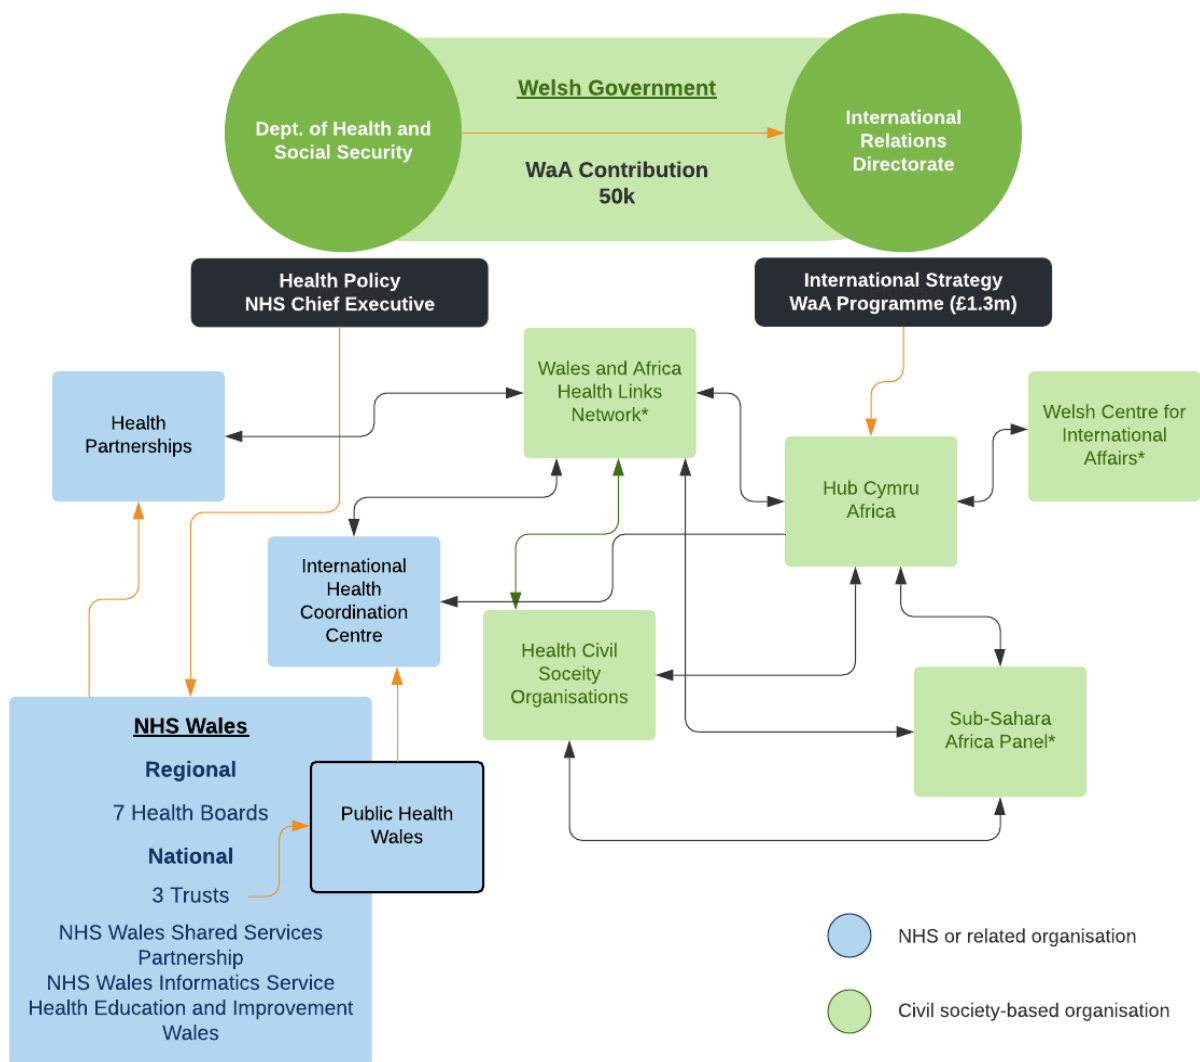 Welsh Government
Dept. of Health and
Social Security
International
Relations
Directorate
WaA Contribution
50k
Health Policy
NHS Chief Executive
International Strategy
WaA Programme (£1.3m)
Health
Partnerships
Wales and Africa
Health Links
Network*
Welsh Centre for
International
Affairs*
Hub Cymru
Africa
International
Health
Coordination
Centre
Health Civil
Soceity
Organisations
Sub-Sahara
Africa Panel*
NHS Wales
Regional
7 Health Boards
National
3 Trusts
NHS Wales Shared Services
Partnership
NHS Wales Informatics Service
Health Education and Improvement
Wales
Public Health
Wales
NHS or related organisation
Civil society-based organisation